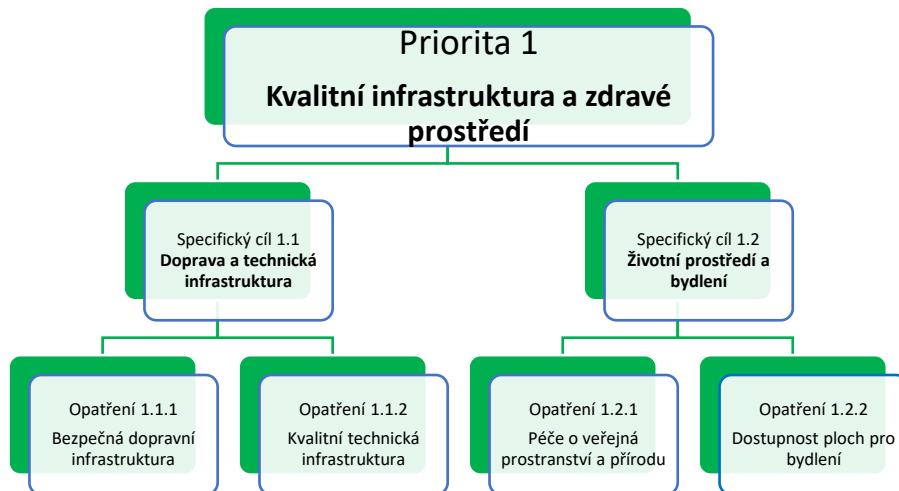 Priorita 1
Kvalitní infrastruktura a zdravé
prostředí
Specifický cíl 1.1
Doprava a technická
infrastruktura
Specifický cíl 1.2
Životní prostředí a
bydlení
Opatření 1.1.1
Bezpečná dopravní
infrastruktura
Opatření 1.1.2
Kvalitní technická
infrastruktura
Opatření 1.2.1
Péče o veřejná
prostranství a přírodu
Opatření 1.2.2
Dostupnost ploch pro
bydlení